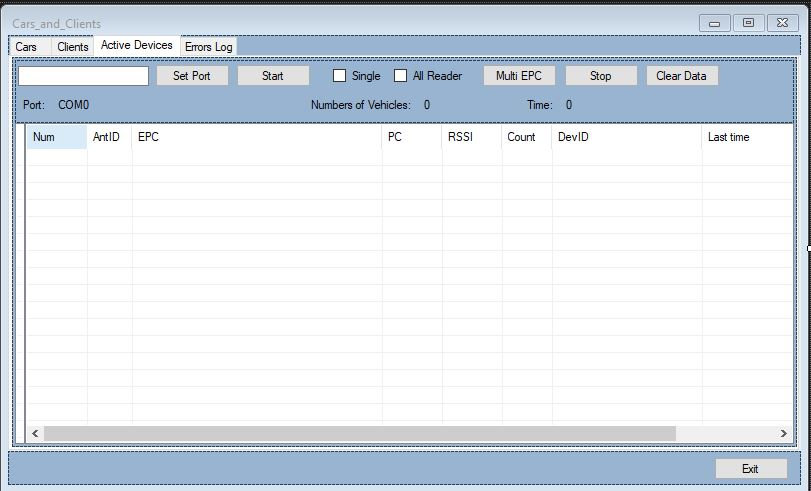 Cars_and_Clients
Cars Clients Active Devices Errors Log
Set Port Start Single All Reader Multi EPC Stop Clear Data
Port: COM0 Numbers of Vehicles: 0 Time: 0
Num AntID EPC PC RSSI Count DevID Last time
Exit